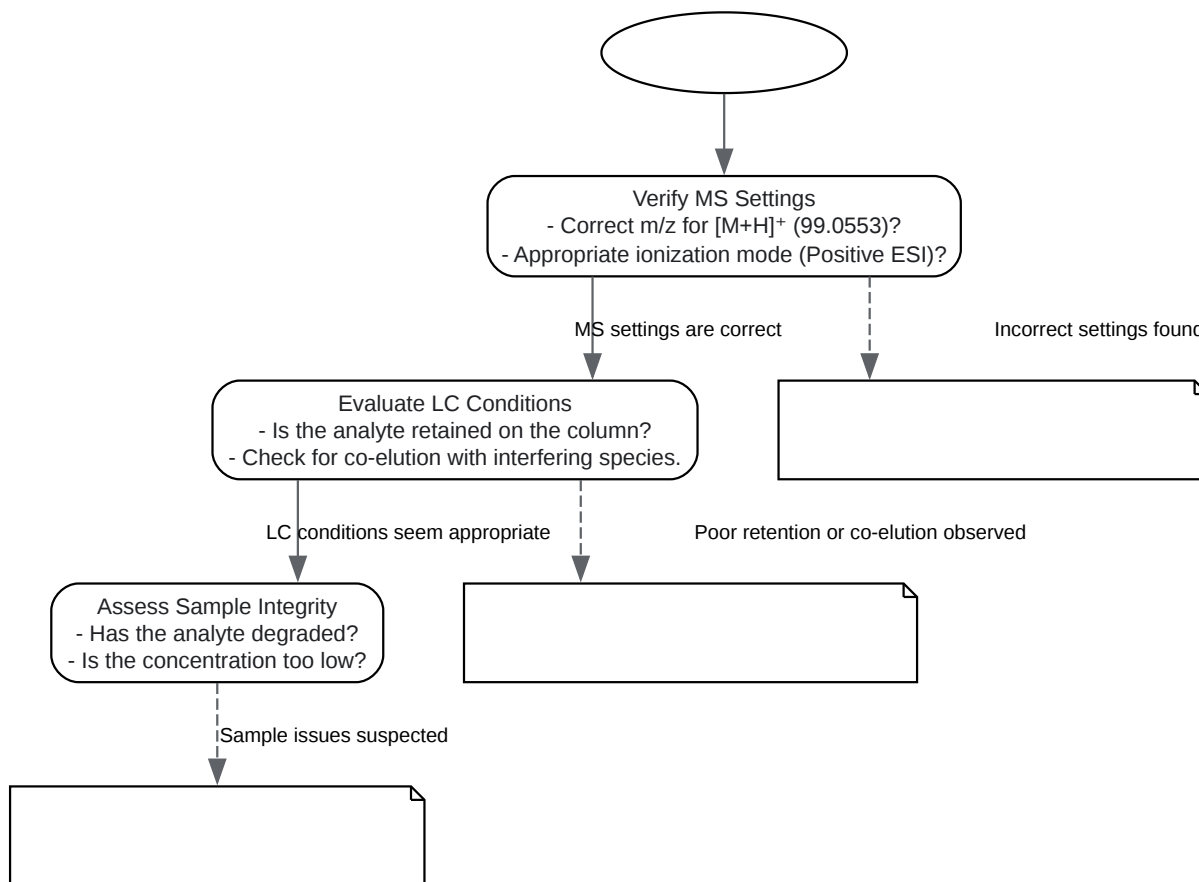 Verify MS Settings
- Correct m/z for [M+H]⁺ (99.0553)?
- Appropriate ionization mode (Positive ESI)?
MS settings are correct
Incorrect settings found
Evaluate LC Conditions
- Is the analyte retained on the column?
- Check for co-elution with interfering species.
LC conditions seem appropriate
Poor retention or co-elution observed
Assess Sample Integrity
- Has the analyte degraded?
- Is the concentration too low?
Sample issues suspected